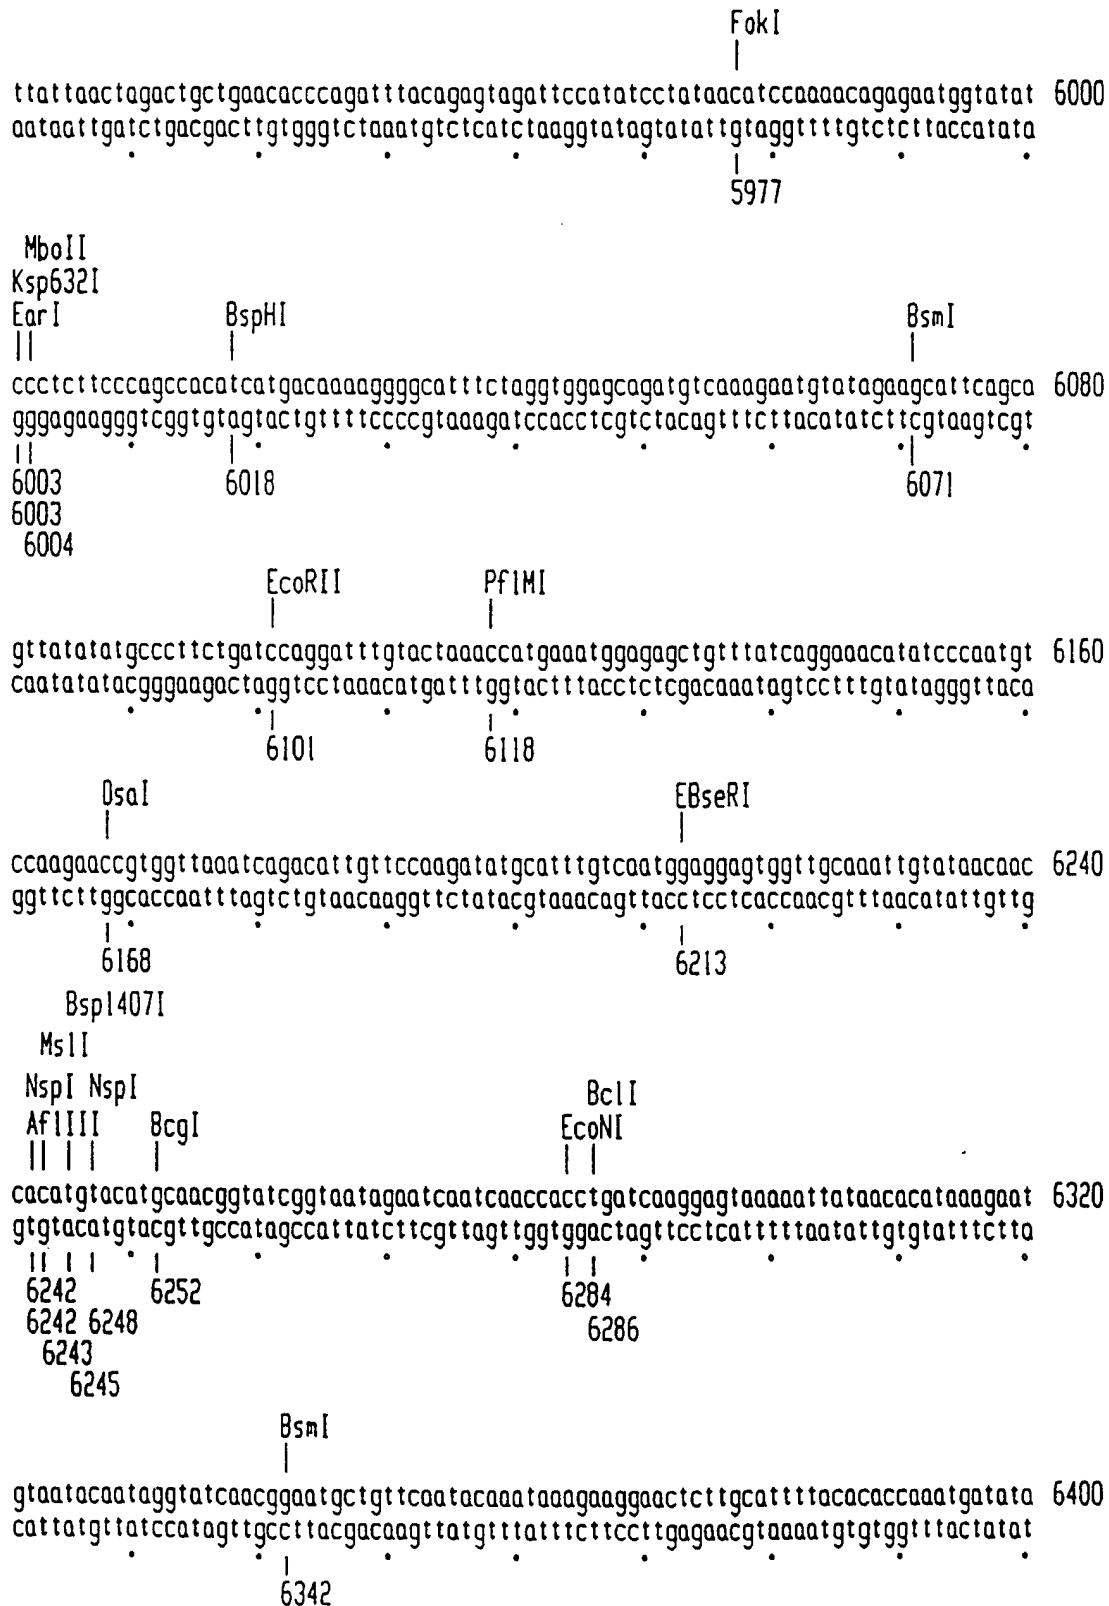 FokI
ttattaactagactgctgaacacccagatttacagagtagattccatatcctataacatccaaaacagagaatggtatat 6000
aataattgatctgacgacttgtgggtctaaatgtctcatctaaggtatagtatattgtaggttttgtctcttaccatata
5977
MboII
Ksp632I
EarI BspHI BsmI
ccctcttcccagccacatcatgacaaaaggggcatttctaggtggagcagatgtcaaagaatgtatagaagcattcagca 6080
gggagaagggtcggtgtagtactgttttccccgtaaagatccacctcgtctacagtttcttacatatcttcgtaagtcgt
6003 6018 6071
6003
6004
EcoRII PflMI
gttatatatgcccttctgatccaggatttgtactaaaccatgaaatggagagctgtttatcaggaaacatatcccaatgt 6160
caatatatacgggaagactaggtcctaaacatgatttggtactttacctctcgacaaatagtcctttgtatagggttaca
6101 6118
DsaI EBseRI
ccaagaaccgtggttaaatcagacattgttccaagatatgcatttgtcaatggaggagtggttgcaaattgtataacaac 6240
ggttcttggcaccaatttagtctgtaacaaggttctatacgtaaacagttacctcctcaccaacgtttaacatattgttg
6168 6213
Bsp1407I
MslI
NspI NspI BclI
AflIII BcgI EcoNI
cacatgtacatgcaacggtatcggtaatagaatcaatcaaccacctgatcaaggagtaaaaattataacacataaagaat 6320
gtgtacatgtacgttgccatagccattatcttcgttagttggtggactagttcctcatttttaatattgtgtatttctta
6242 6252 6284
6242 6248 6286
6243
6245
BsmI
gtaatacaataggtatcaacggaatgctgttcaatacaaataaagaaggaactcttgcattttacacaccaaatgatata 6400
cattatgttatccatagttgccttacgacaagttatgtttatttcttccttgagaacgtaaaatgtgtggtttactatat
6342